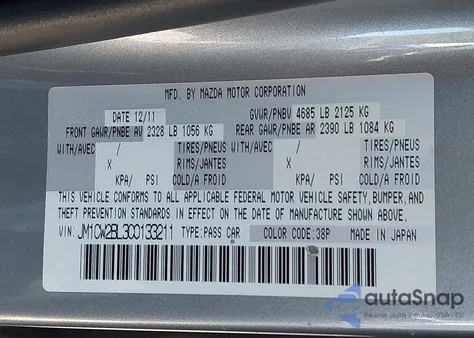 MFD. BY MAZDA MOTOR CORPORATION
DATE 12/11 GVWR/PNBV 4685 LB 2125 KG
FRONT GAWR/PNBE AV 2328 LB 1056 KG REAR GAWR/PNBE AR 2390 LB 1084 KG
WITH/AVEC / TIRES/PNEUS WITH/AVEC / TIRES/PNEUS
X RIMS/JANTES X RIMS/JANTES
KPA/ PSI COLD/A FROID KPA/ PSI COLD/A FROID
THIS VEHICLE CONFORMS TO ALL APPLICABLE FEDERAL MOTOR VEHICLE SAFETY, BUMPER, AND
THEFT PREVENTION STANDARDS IN EFFECT ON THE DATE OF MANUFACTURE SHOWN ABOVE.
VIN: JM1CW2BL3C0133211 TYPE: PASS CAR COLOR CODE: 38P MADE IN JAPAN
autoSnap
Pewne auto z USA i EU